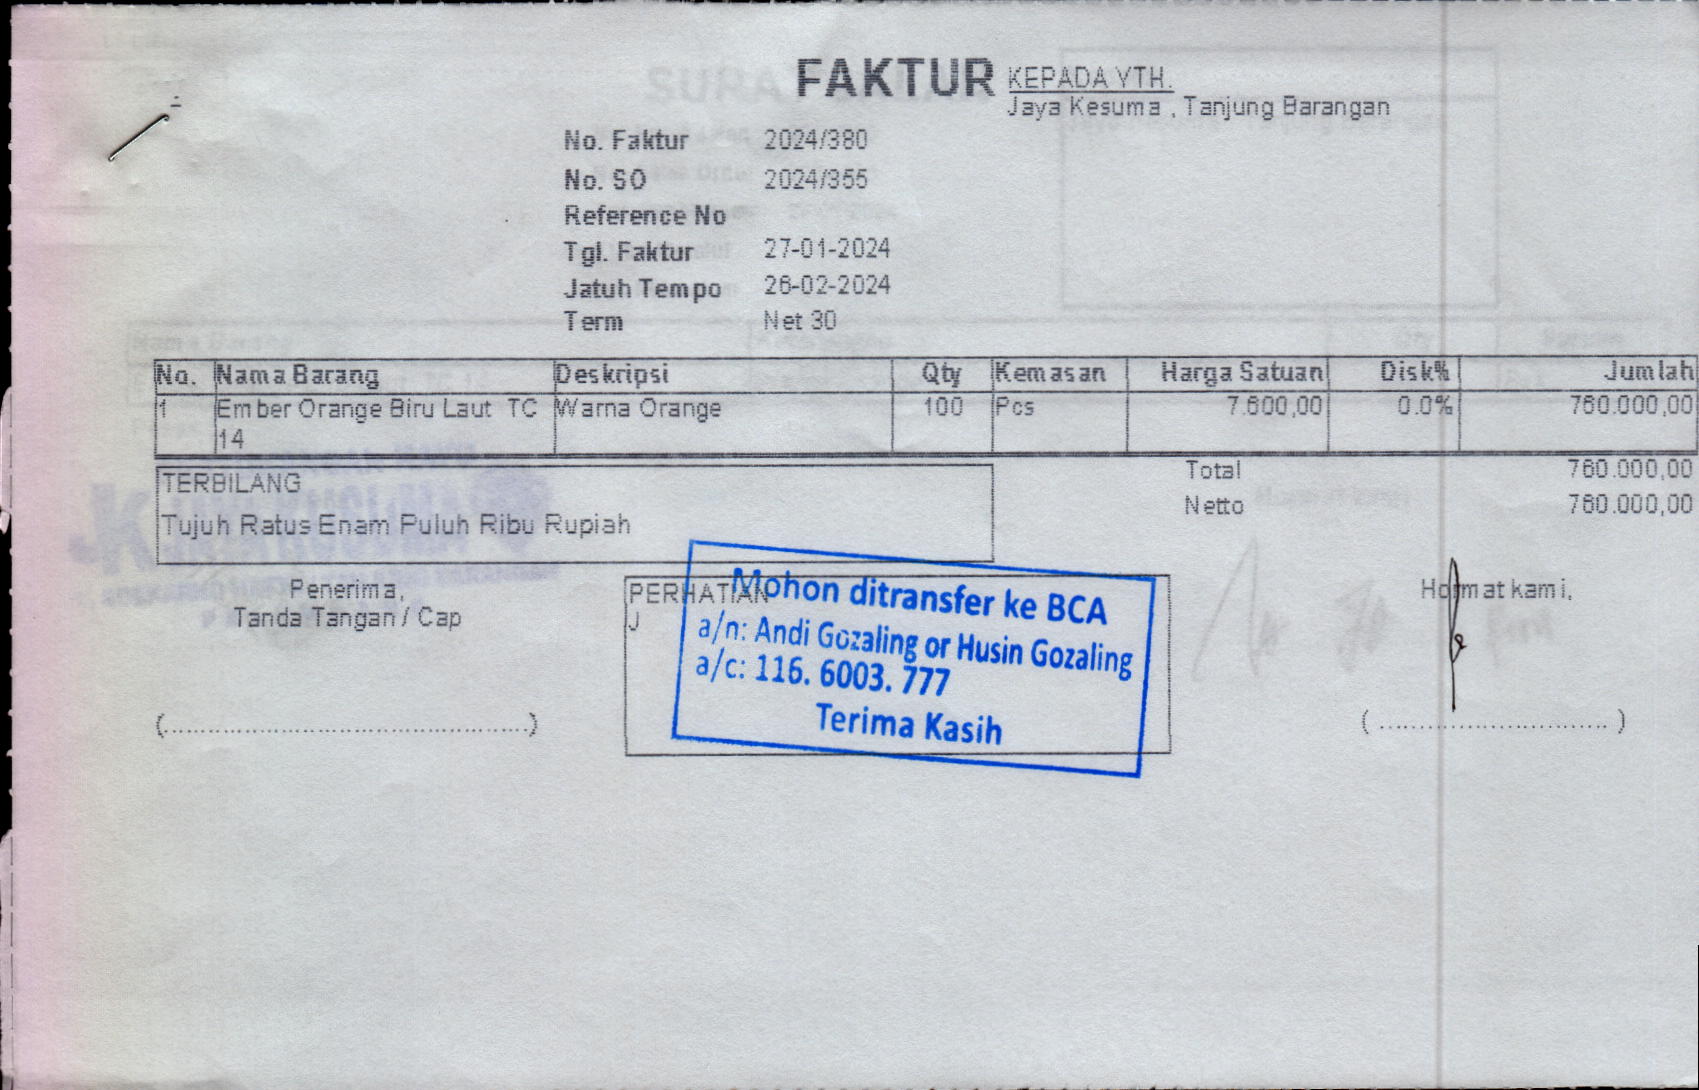 FAKTUR
KEPADA YTH.
Jaya Kesuma , Tanjung Barangan
No. Faktur 2024/380
No. SO 2024/355
Reference No
Tgl. Faktur 27-01-2024
Jatuh Tempo 26-02-2024
Term Net 30
No. Nama Barang Deskripsi Qty Kemasan Harga Satuan Disk% Jumlah
1 Ember Orange Biru Laut TC 14 Warna Orange 100 Pcs 7.600,00 0.0% 760.000,00
Total 760.000,00
Netto 760.000,00
TERBILANG
Tujuh Ratus Enam Puluh Ribu Rupiah
Penerima,
Tanda Tangan / Cap
(............................................)
PERHATIAN
J
Mohon ditransfer ke BCA
a/n: Andi Gozaling or Husin Gozaling
a/c: 116. 6003. 777
Terima Kasih
Hormat kami,
( ............................ )